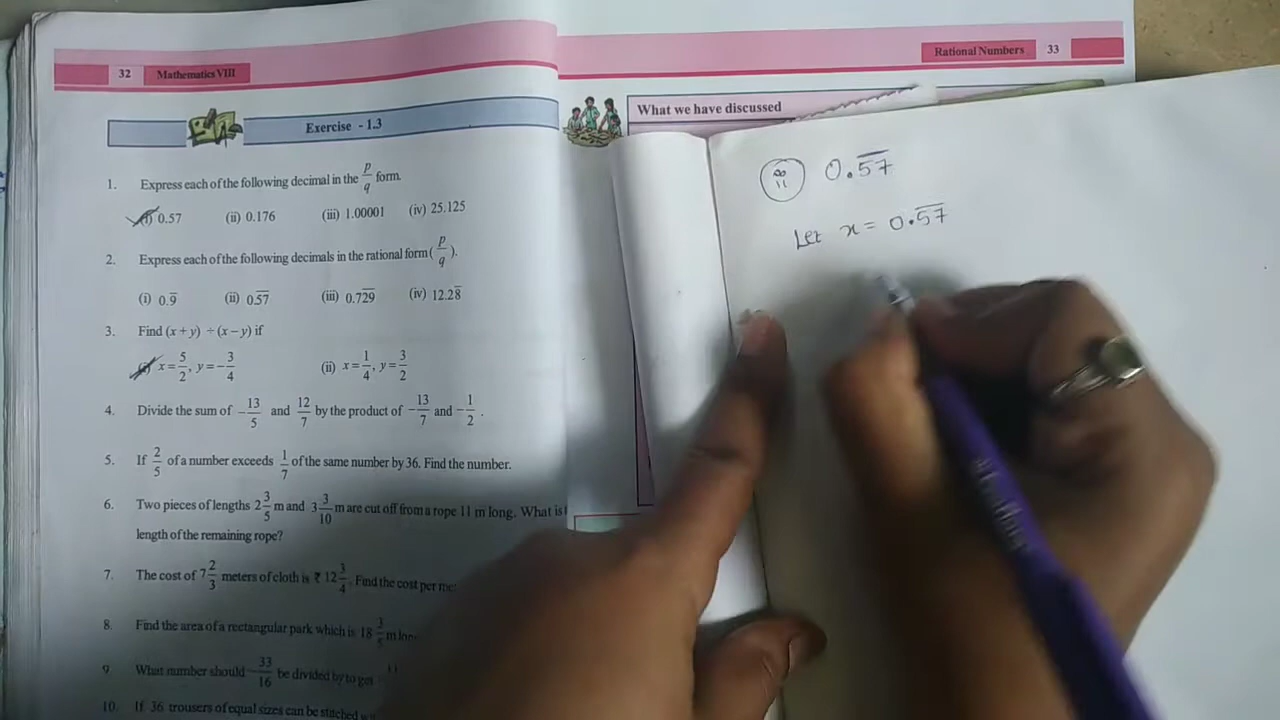 32 Mathematics VIII
Exercise - 1.3
1. Express each of the following decimal in the p/q form.
(i) 0.57 (ii) 0.176 (iii) 1.00001 (iv) 25.125
2. Express each of the following decimals in the rational form (p/q).
(i) 0.9̅ (ii) 0.5̅7̅ (iii) 0.72̅9̅ (iv) 12.28̅
3. Find (x + y) ÷ (x − y) if
x = 5/2, y = −3/4 (ii) x = 1/4, y = 3/2
4. Divide the sum of −13/5 and 12/7 by the product of −13/7 and −1/2.
5. If 2/5 of a number exceeds 1/7 of the same number by 36. Find the number.
6. Two pieces of lengths 2 3/5 m and 3 3/10 m are cut off from a rope 11 m long. What is
length of the remaining rope?
7. The cost of 7 2/3 meters of cloth is ₹ 12 3/4. Find the cost per
8. Find the area of a rectangular park which is 18 3/5 m
9. What number should −33/16 be divided by to get
10. If 36 trousers of equal sizes can be stitched
Rational Numbers 33
What we have discussed
ii 0.5̅7̅
Let x = 0.5̅7̅